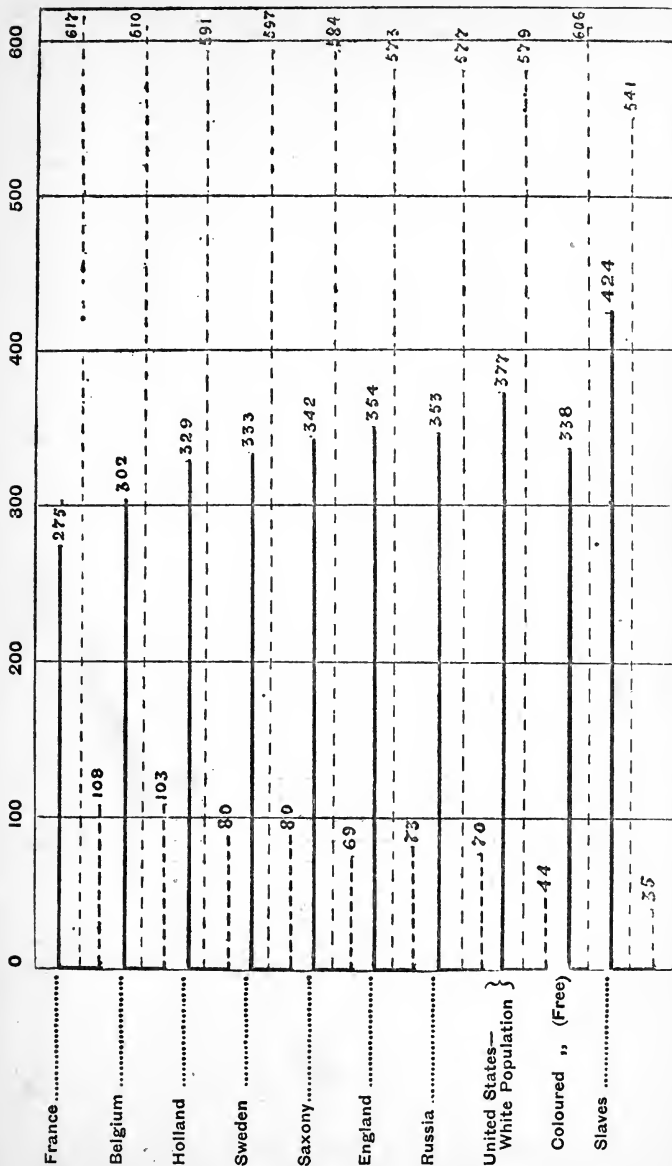 0 100 200 300 400 500 600
France 275
617
108
Belgium 302
610
103
Holland 329
591
80
Sweden 333
597
80
Saxony 342
584
69
England 354
573
73
Russia 353
577
70
United States—
White Population } 377
579
44
Coloured „ (Free) 338
606
Slaves 424
541
35